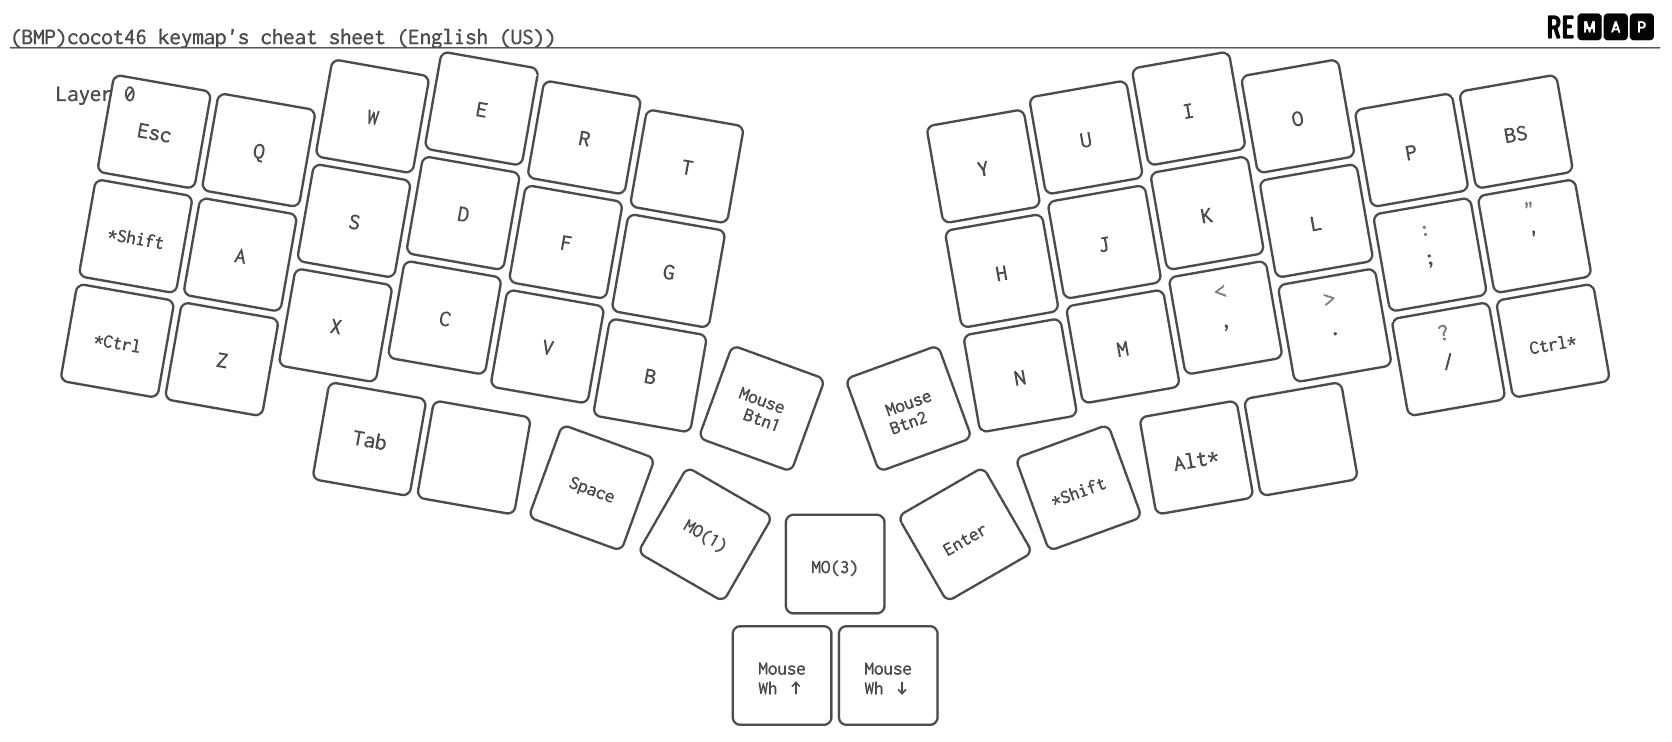 (BMP)cocot46 keymap's cheat sheet (English (US))
REMAP
Layer 0
Esc
Q
W
E
R
T
Y
U
I
O
P
BS
*Shift
A
S
D
F
G
H
J
K
L
:
;
"
'
*Ctrl
Z
X
C
V
B
Mouse
Btn1
Mouse
Btn2
N
M
<
,
>
.
?
/
Ctrl*
Tab
Space
MO(1)
MO(3)
Enter
*Shift
Alt*
Mouse
Wh ↑
Mouse
Wh ↓